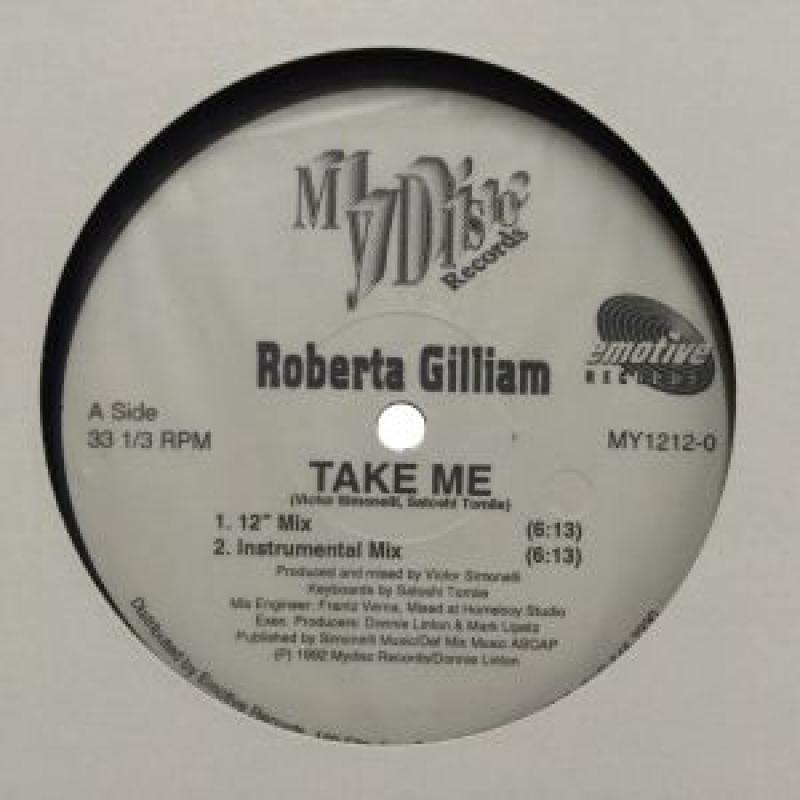 My Disc
Records
emotive
RECORDS
Roberta Gilliam
A Side
33 1/3 RPM
MY1212-0
TAKE ME
(Victor Simonelli, Satoshi Tomiie)
1. 12" Mix (6:13)
2. Instrumental Mix (6:13)
Produced and mixed by Victor Simonelli
Keyboards by Satoshi Tomiie
Mix Engineer: Frantz Verna, Mixed at Homeboy Studio
Exec. Producers: Donnie Linton & Mark Lipsitz
Published by Simonelli Music/Def Mix Music ASCAP
(P) 1992 Mydisc Records/Donnie Linton
Distributed by Emotive Records